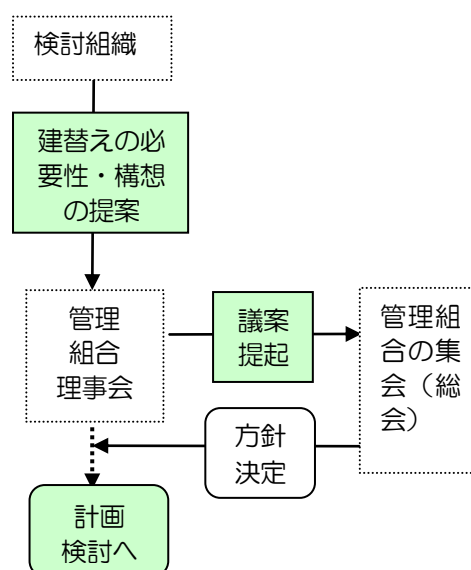 検討組織
建替えの必
要性・構想
の提案
管理
組合
理事会
議案
提起
管理組
合の集
会（総
会）
方針
決定
計画
検討へ